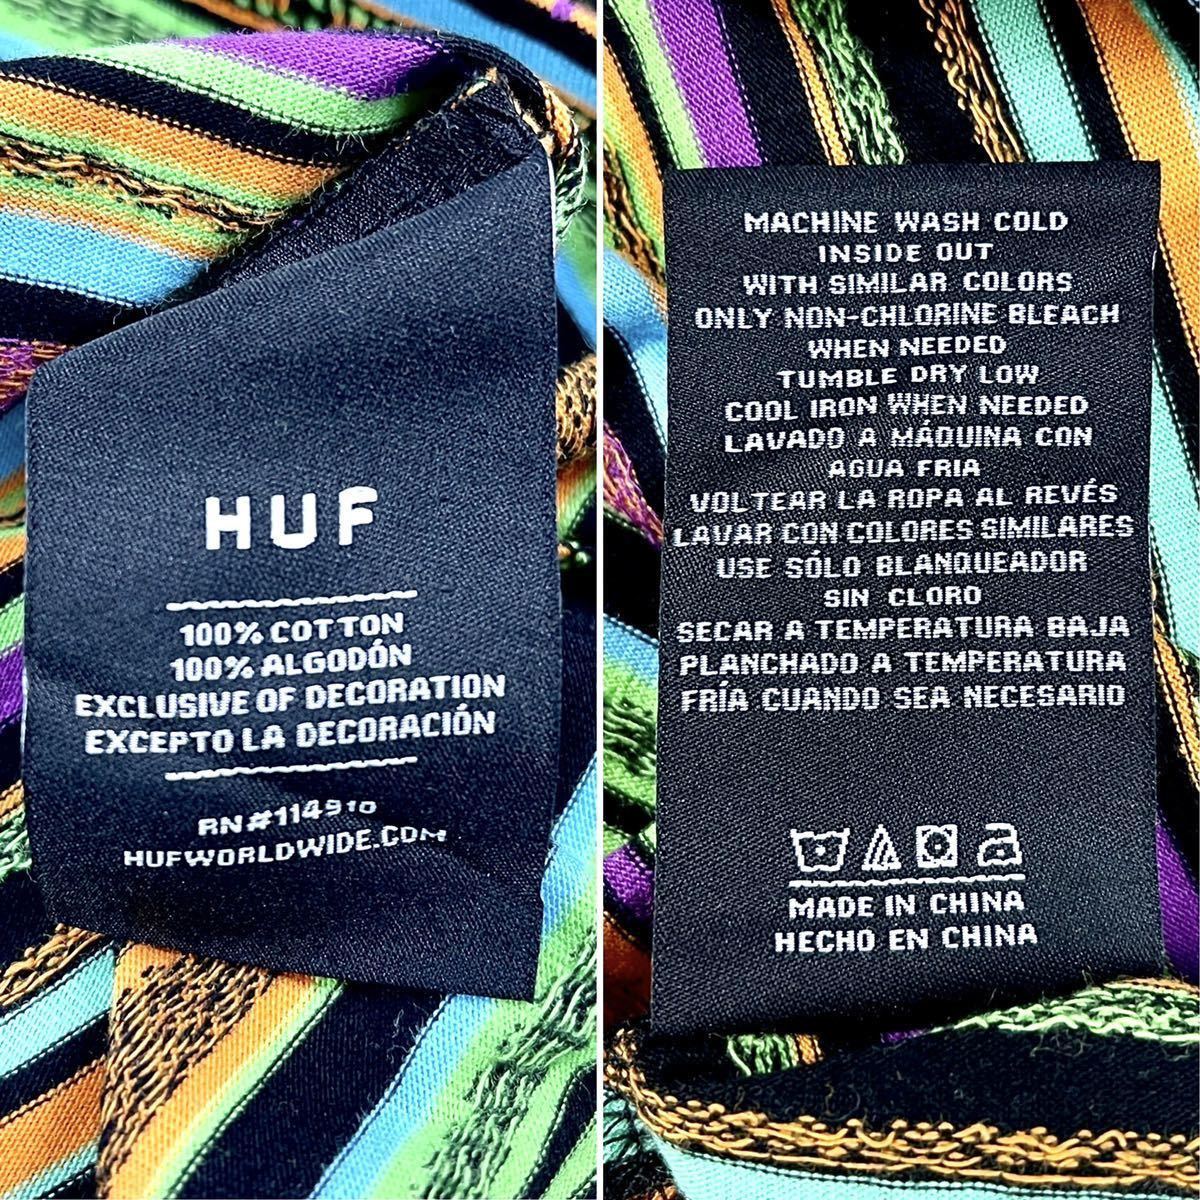 HUF
100% COTTON
100% ALGODÓN
EXCLUSIVE OF DECORATION
EXCEPTO LA DECORACIÓN
RN#114910
HUFWORLDWIDE.COM
MACHINE WASH COLD
INSIDE OUT
WITH SIMILAR COLORS
ONLY NON-CHLORINE BLEACH
WHEN NEEDED
TUMBLE DRY LOW
COOL IRON WHEN NEEDED
LAVADO A MÁQUINA CON
AGUA FRIA
VOLTEAR LA ROPA AL REVÉS
LAVAR CON COLORES SIMILARES
USE SÓLO BLANQUEADOR
SIN CLORO
SECAR A TEMPERATURA BAJA
PLANCHADO A TEMPERATURA
FRÍA CUANDO SEA NECESARIO
MADE IN CHINA
HECHO EN CHINA